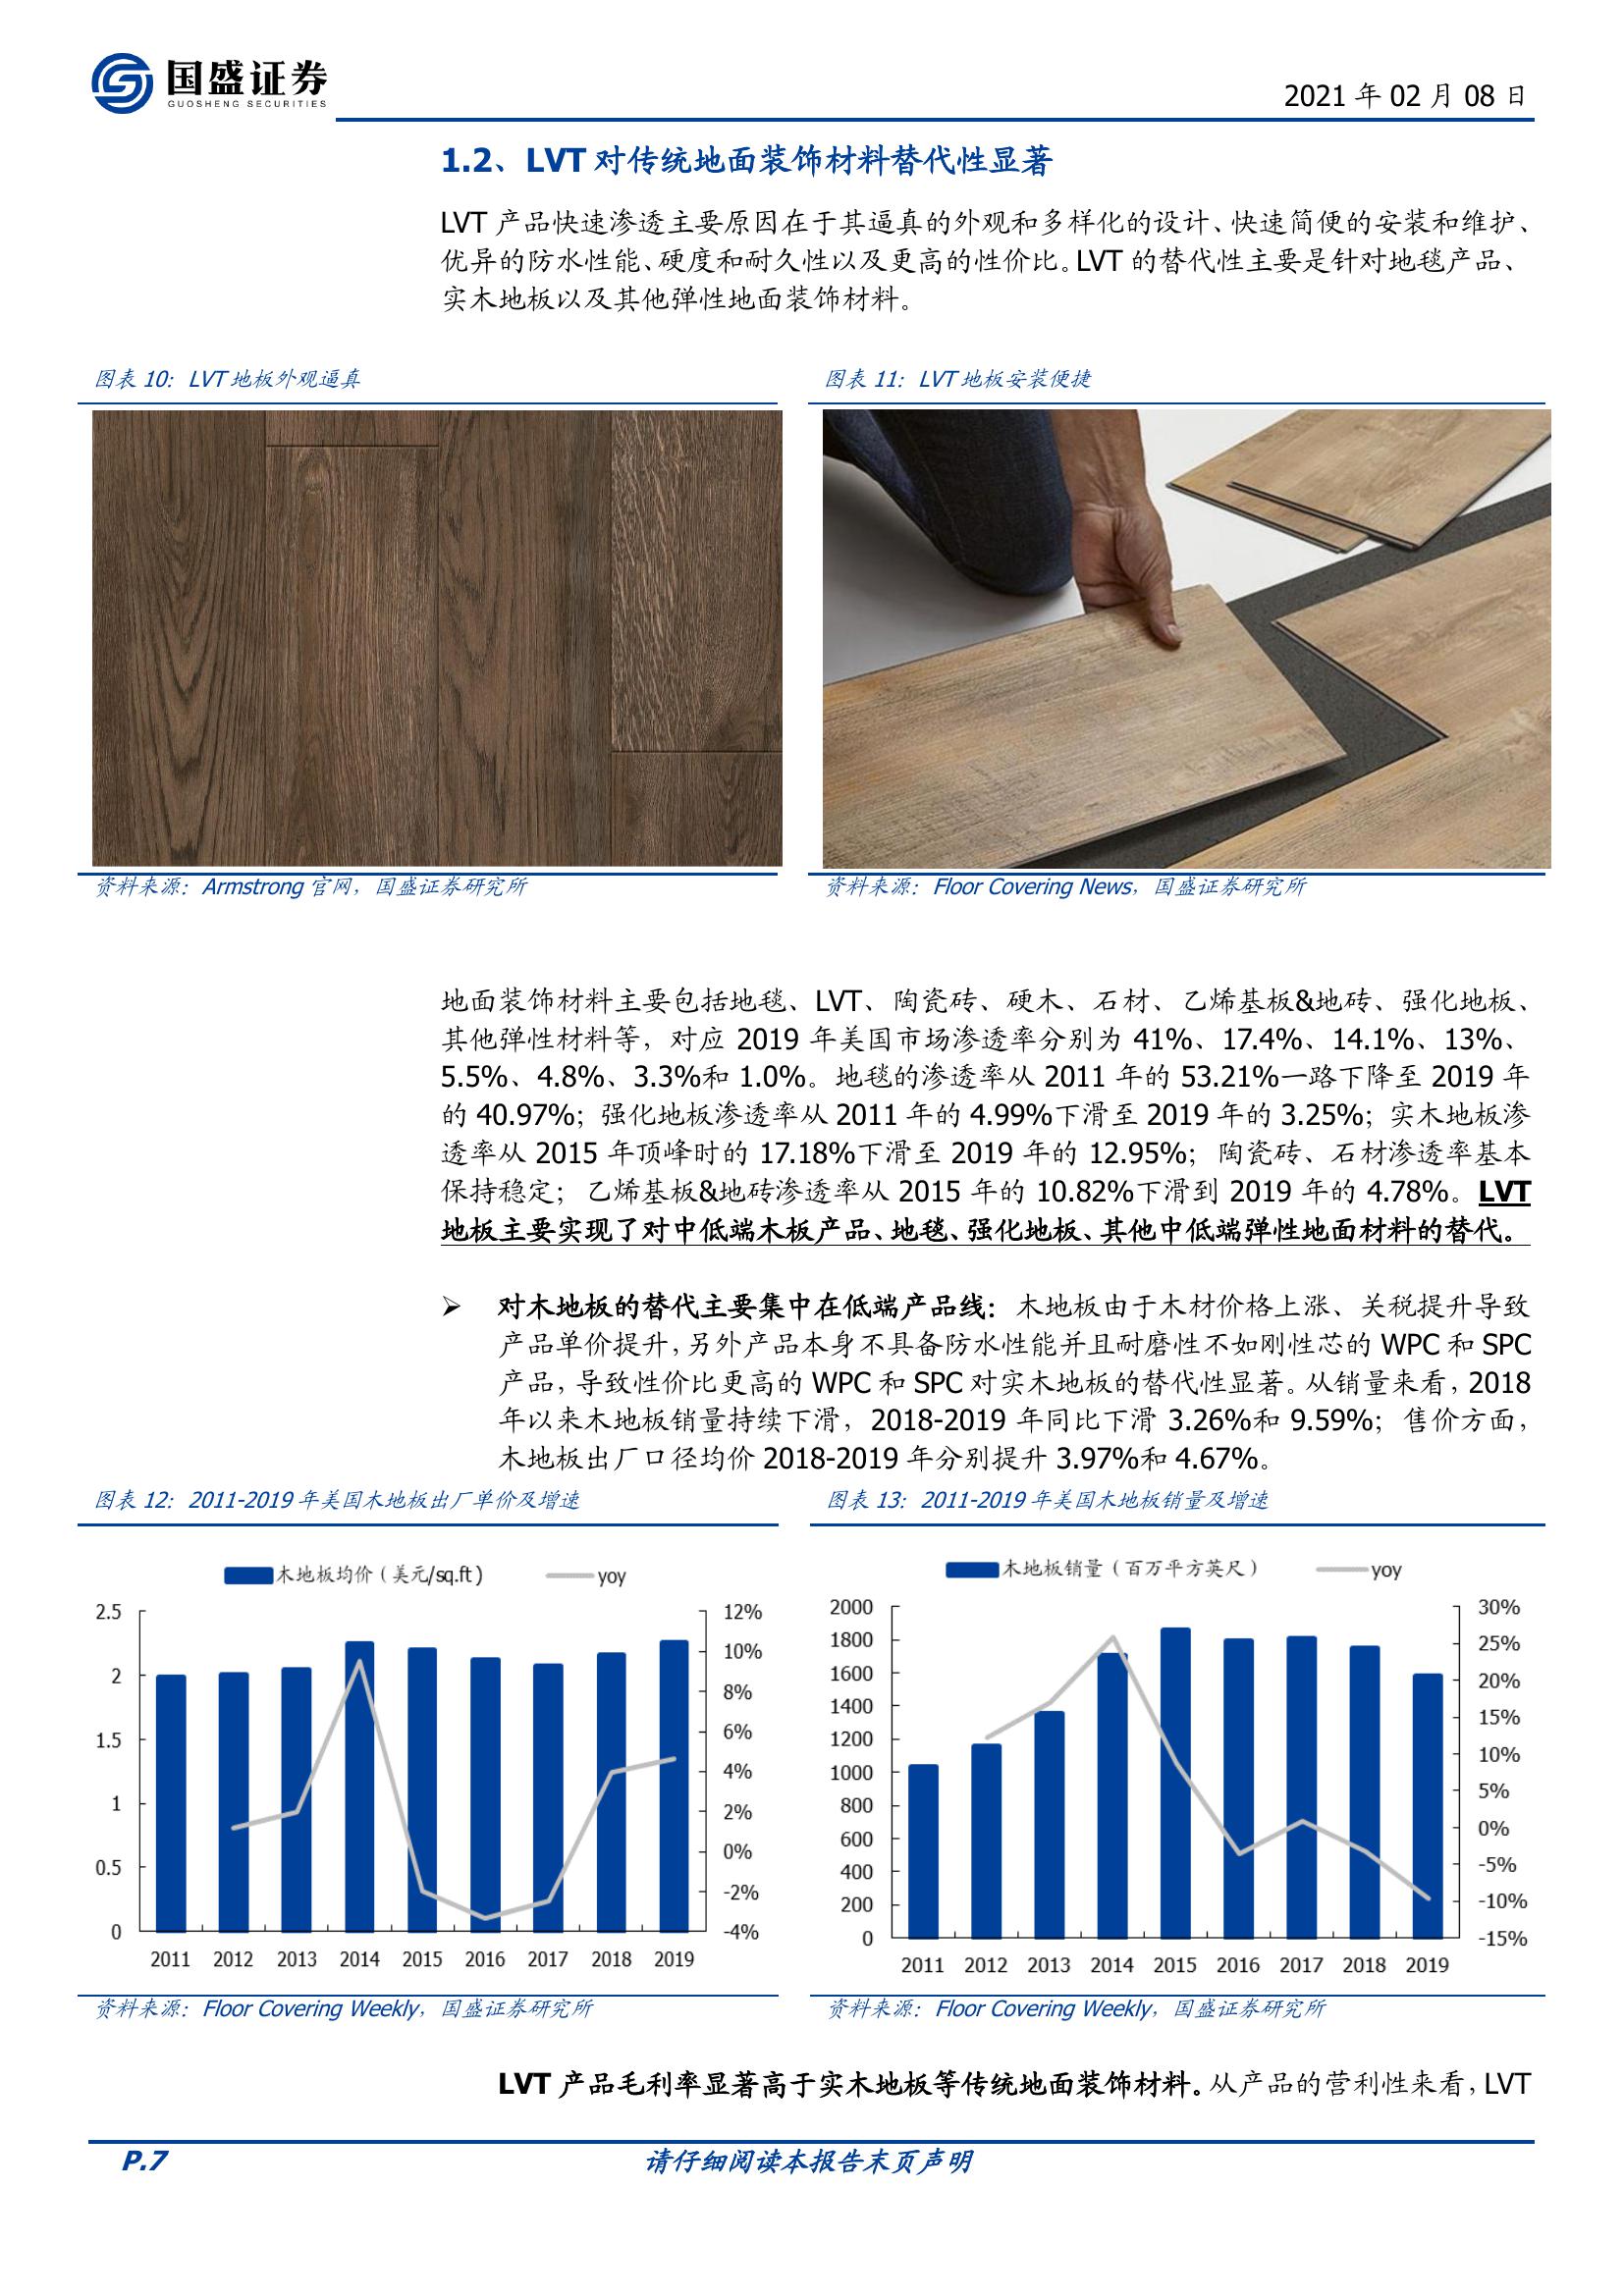 国盛证券
GUOSHENG SECURITIES
2021 年 02 月 08 日
1.2、LVT 对传统地面装饰材料替代性显著
LVT 产品快速渗透主要原因在于其逼真的外观和多样化的设计、快速简便的安装和维护、
优异的防水性能、硬度和耐久性以及更高的性价比。LVT 的替代性主要是针对地毯产品、
实木地板以及其他弹性地面装饰材料。
图表 10：LVT 地板外观逼真
图表 11：LVT 地板安装便捷
资料来源：Armstrong 官网，国盛证券研究所
资料来源：Floor Covering News，国盛证券研究所
地面装饰材料主要包括地毯、LVT、陶瓷砖、硬木、石材、乙烯基板&地砖、强化地板、
其他弹性材料等，对应 2019 年美国市场渗透率分别为 41%、17.4%、14.1%、13%、
5.5%、4.8%、3.3%和 1.0%。地毯的渗透率从 2011 年的 53.21%一路下降至 2019 年
的 40.97%；强化地板渗透率从 2011 年的 4.99%下滑至 2019 年的 3.25%；实木地板渗
透率从 2015 年顶峰时的 17.18%下滑至 2019 年的 12.95%；陶瓷砖、石材渗透率基本
保持稳定；乙烯基板&地砖渗透率从 2015 年的 10.82%下滑到 2019 年的 4.78%。LVT
地板主要实现了对中低端木板产品、地毯、强化地板、其他中低端弹性地面材料的替代。
➢ 对木地板的替代主要集中在低端产品线：木地板由于木材价格上涨、关税提升导致
产品单价提升，另外产品本身不具备防水性能并且耐磨性不如刚性芯的 WPC 和 SPC
产品，导致性价比更高的 WPC 和 SPC 对实木地板的替代性显著。从销量来看，2018
年以来木地板销量持续下滑，2018-2019 年同比下滑 3.26%和 9.59%；售价方面，
木地板出厂口径均价 2018-2019 年分别提升 3.97%和 4.67%。
图表 12：2011-2019 年美国木地板出厂单价及增速
图表 13：2011-2019 年美国木地板销量及增速
木地板均价（美元/sq.ft） yoy
2.5
2
1.5
1
0.5
0
12%
10%
8%
6%
4%
2%
0%
-2%
-4%
2011 2012 2013 2014 2015 2016 2017 2018 2019
木地板销量（百万平方英尺） yoy
2000
1800
1600
1400
1200
1000
800
600
400
200
0
30%
25%
20%
15%
10%
5%
0%
-5%
-10%
-15%
2011 2012 2013 2014 2015 2016 2017 2018 2019
资料来源：Floor Covering Weekly，国盛证券研究所
资料来源：Floor Covering Weekly，国盛证券研究所
LVT 产品毛利率显著高于实木地板等传统地面装饰材料。从产品的营利性来看，LVT
P.7
请仔细阅读本报告末页声明